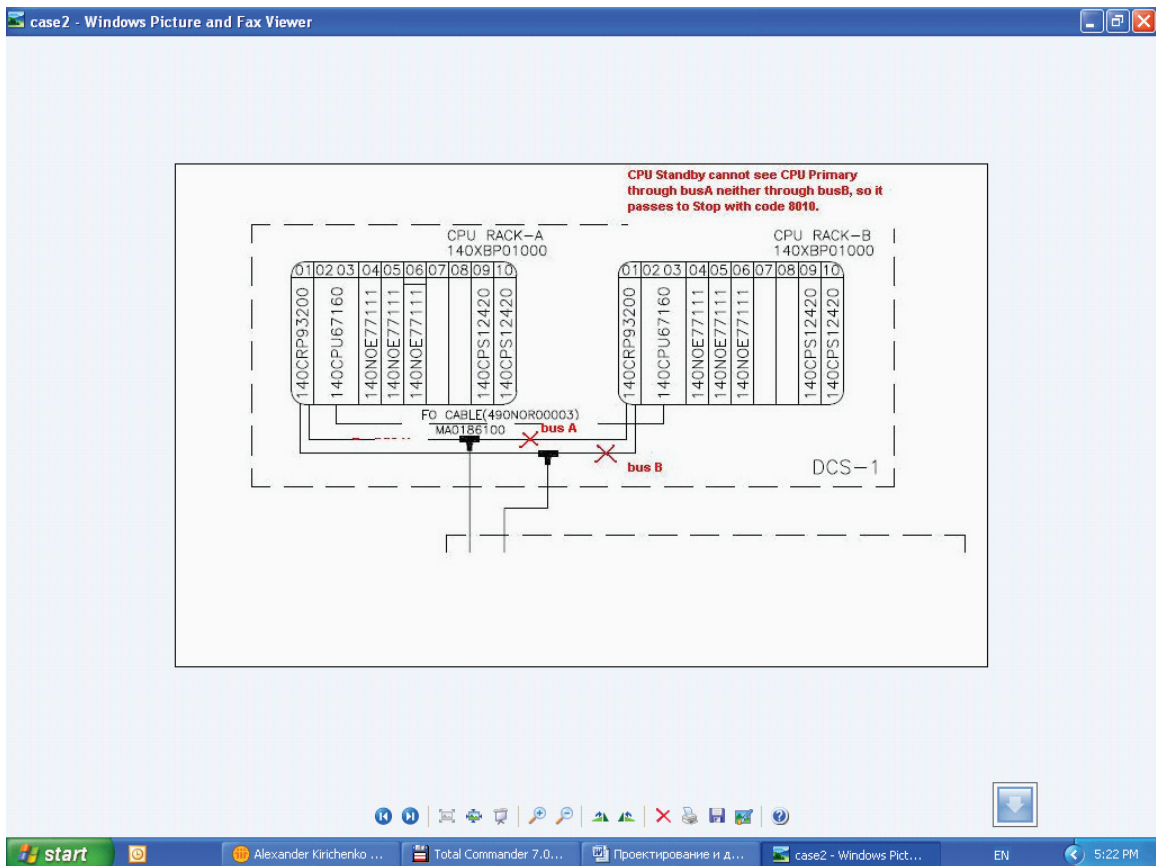 case2 - Windows Picture and Fax Viewer
CPU Standby cannot see CPU Primary
through busA neither through busB, so it
passes to Stop with code 8010.
CPU RACK-A
140XBP01000
CPU RACK-B
140XBP01000
01 02 03 04 05 06 07 08 09 10
01 02 03 04 05 06 07 08 09 10
140CRP93200
140CPU67160
140NOE77111
140NOE77111
140NOE77111
140CPS12420
140CPS12420
140CRP93200
140CPU67160
140NOE77111
140NOE77111
140NOE77111
140CPS12420
140CPS12420
FO CABLE(490NOR00003)
MA0186100
bus A
bus B
DCS-1
start
Alexander Kirichenko ...
Total Commander 7.0...
Проектирование и д...
case2 - Windows Pict...
EN
5:22 PM